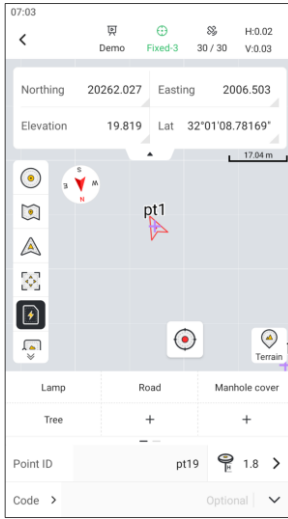 07:03
H:0.02
Demo Fixed-3 30 / 30 V:0.03
Northing 20262.027 Easting 2006.503
Elevation 19.819 Lat 32°01'08.78169"
17.04 m
S
E W
N
pt1
Terrain
Lamp Road Manhole cover
Tree + +
Point ID pt19 1.8
Code Optional